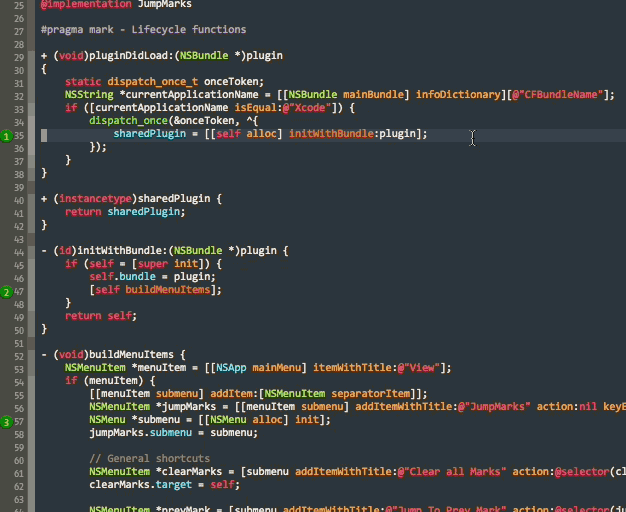 25 @implementation JumpMarks
26
27 #pragma mark - Lifecycle functions
28
29 + (void)pluginDidLoad:(NSBundle *)plugin
30 {
31 static dispatch_once_t onceToken;
32 NSString *currentApplicationName = [[NSBundle mainBundle] infoDictionary][@"CFBundleName"];
33 if ([currentApplicationName isEqual:@"Xcode"]) {
34 dispatch_once(&onceToken, ^{
1 35 sharedPlugin = [[self alloc] initWithBundle:plugin];
36 });
37 }
38 }
39
40 + (instancetype)sharedPlugin {
41 return sharedPlugin;
42 }
43
44 - (id)initWithBundle:(NSBundle *)plugin {
45 if (self = [super init]) {
46 self.bundle = plugin;
2 47 [self buildMenuItems];
48 }
49 return self;
50 }
51
52 - (void)buildMenuItems {
53 NSMenuItem *menuItem = [[NSApp mainMenu] itemWithTitle:@"View"];
54 if (menuItem) {
55 [[menuItem submenu] addItem:[NSMenuItem separatorItem]];
56 NSMenuItem *jumpMarks = [[menuItem submenu] addItemWithTitle:@"JumpMarks" action:nil keyE
3 57 NSMenu *submenu = [[NSMenu alloc] init];
58 jumpMarks.submenu = submenu;
59
60 // General shortcuts
61 NSMenuItem *clearMarks = [submenu addItemWithTitle:@"Clear all Marks" action:@selector(cl
62 clearMarks.target = self;
63
64 NSMenuItem *prevMark = [submenu addItemWithTitle:@"Jump To Prev Mark" action:@selector(ju